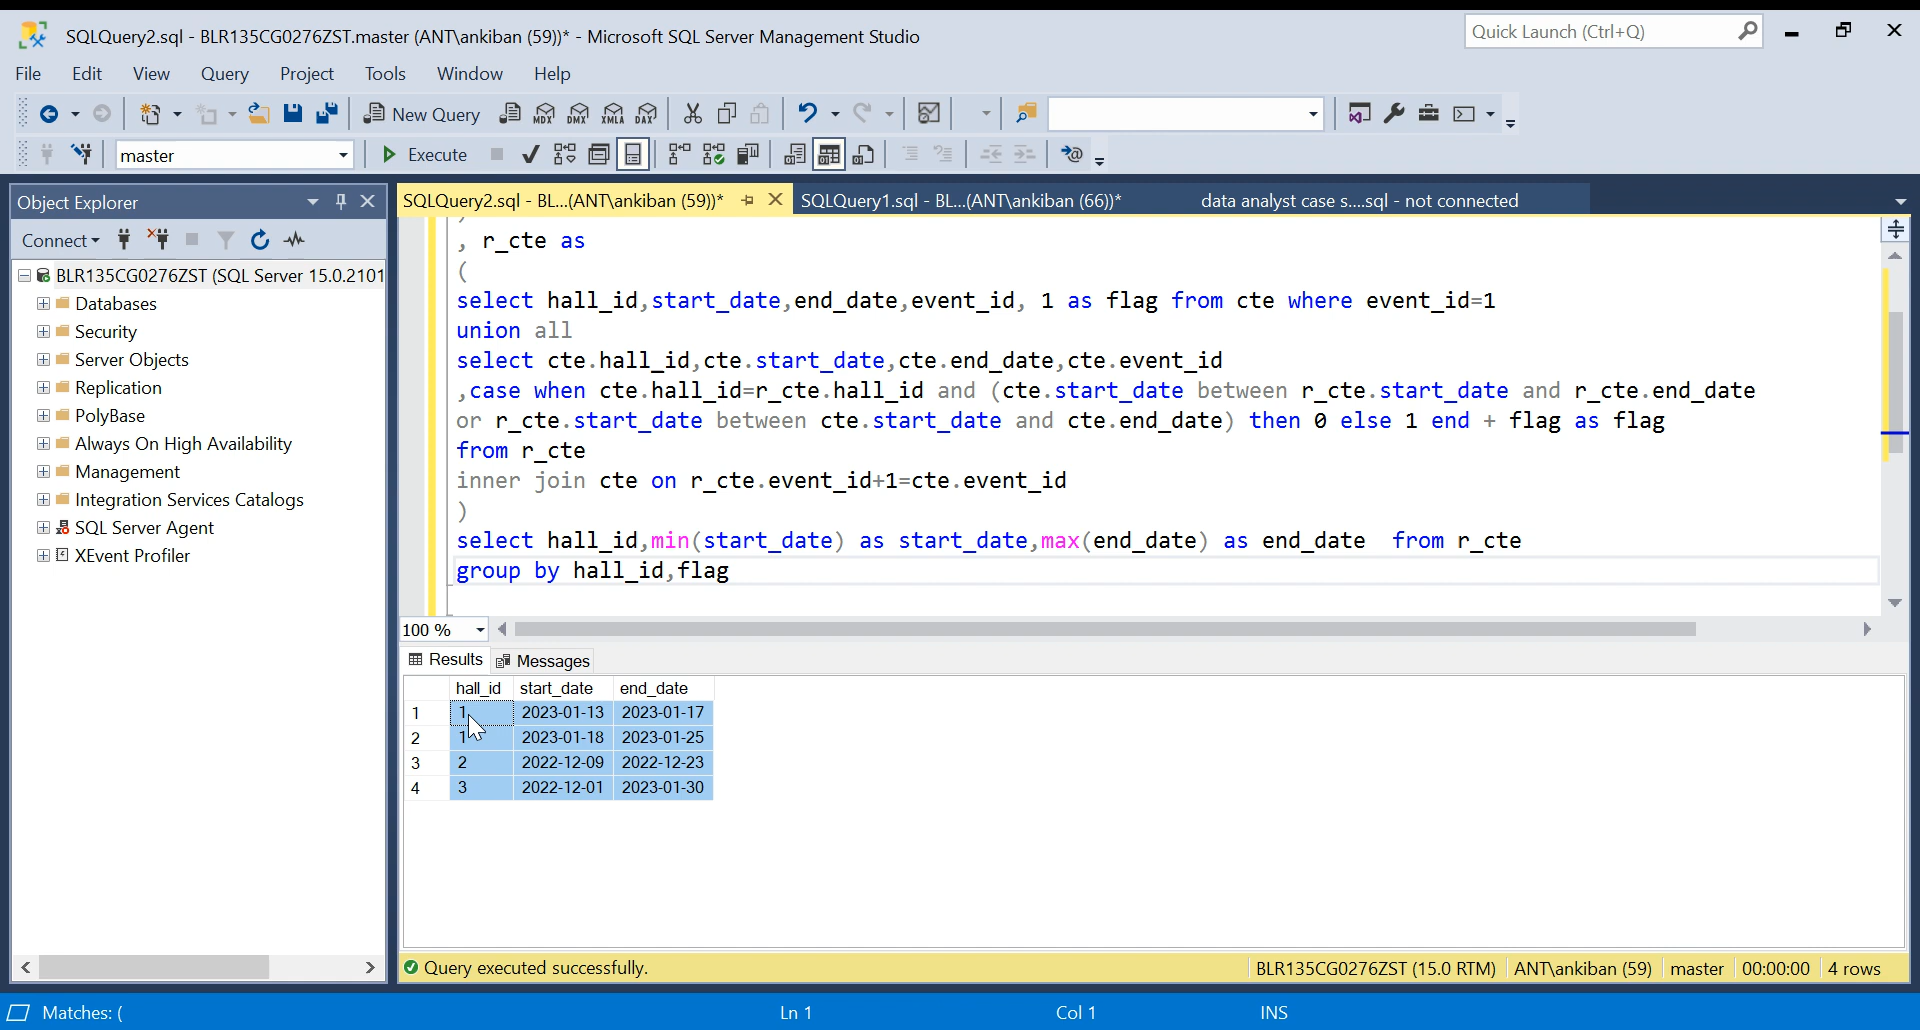 SQLQuery2.sql - BLR135CG0276ZST.master (ANT\ankiban (59))* - Microsoft SQL Server Management Studio
Quick Launch (Ctrl+Q)
File Edit View Query Project Tools Window Help
New Query MDX DMX XMLA DAX
master
Execute
Object Explorer
SQLQuery2.sql - BL...(ANT\ankiban (59))*
SQLQuery1.sql - BL...(ANT\ankiban (66))*
data analyst case s....sql - not connected
Connect
BLR135CG0276ZST (SQL Server 15.0.2101
Databases
Security
Server Objects
Replication
PolyBase
Always On High Availability
Management
Integration Services Catalogs
SQL Server Agent
XEvent Profiler
)
, r_cte as
(
select hall_id,start_date,end_date,event_id, 1 as flag from cte where event_id=1
union all
select cte.hall_id,cte.start_date,cte.end_date,cte.event_id
,case when cte.hall_id=r_cte.hall_id and (cte.start_date between r_cte.start_date and r_cte.end_date
or r_cte.start_date between cte.start_date and cte.end_date) then 0 else 1 end + flag as flag
from r_cte
inner join cte on r_cte.event_id+1=cte.event_id
)
select hall_id,min(start_date) as start_date,max(end_date) as end_date  from r_cte
group by hall_id,flag
100 %
Results Messages
hall_id start_date end_date
1 1 2023-01-13 2023-01-17
2 1 2023-01-18 2023-01-25
3 2 2022-12-09 2022-12-23
4 3 2022-12-01 2023-01-30
Query executed successfully.
BLR135CG0276ZST (15.0 RTM) ANT\ankiban (59) master 00:00:00 4 rows
Matches: (
Ln 1 Col 1 INS